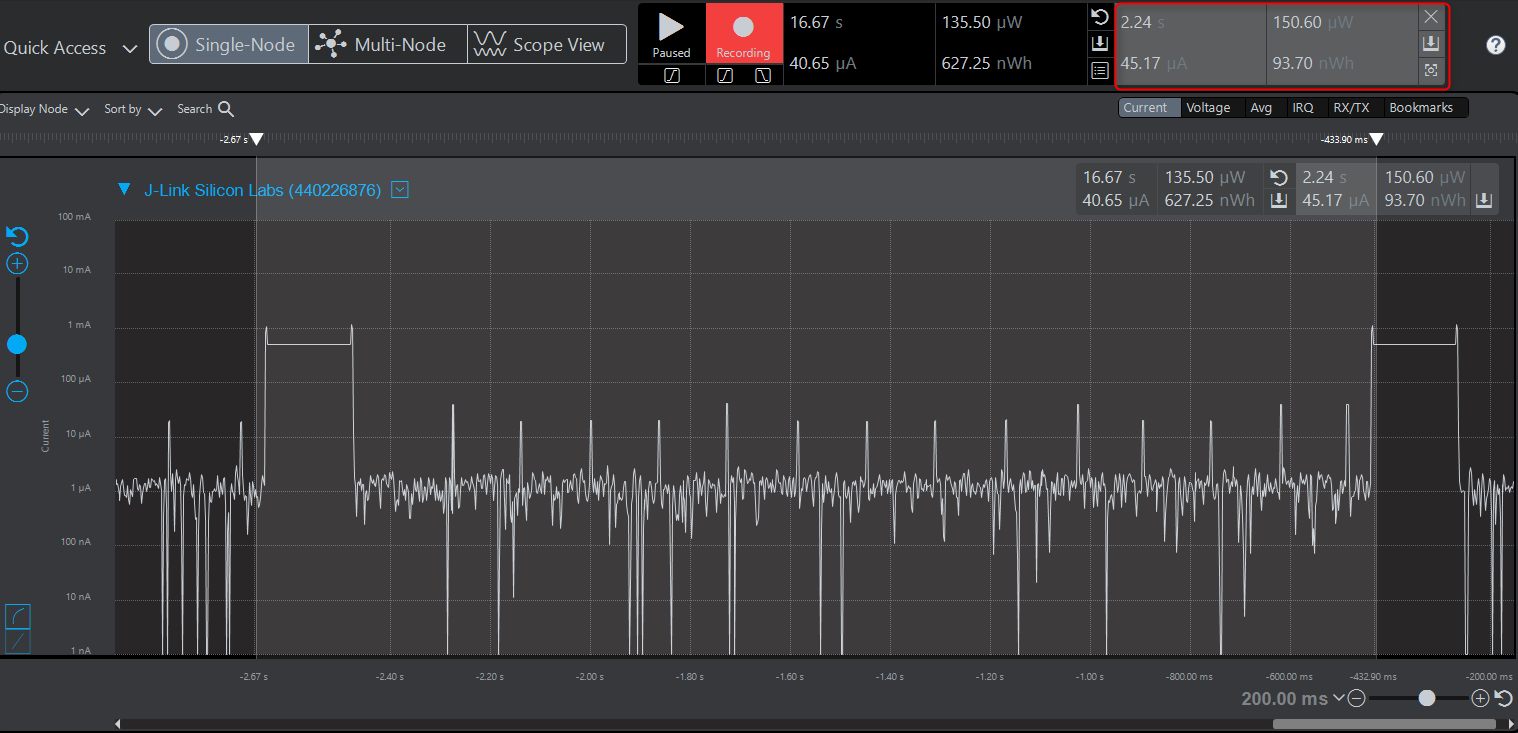 Quick Access
Single-Node
Multi-Node
Scope View
Paused
Recording
16.67 s
135.50 µW
40.65 µA
627.25 nWh
2.24 s
150.60 µW
45.17 µA
93.70 nWh
Display Node
Sort by
Search
Current
Voltage
Avg
IRQ
RX/TX
Bookmarks
-2.67 s
-433.90 ms
J-Link Silicon Labs (440226876)
16.67 s
135.50 µW
2.24 s
150.60 µW
40.65 µA
627.25 nWh
45.17 µA
93.70 nWh
100 mA
10 mA
1 mA
100 µA
10 µA
1 µA
100 nA
10 nA
1 nA
Current
-2.67 s
-2.40 s
-2.20 s
-2.00 s
-1.80 s
-1.60 s
-1.40 s
-1.20 s
-1.00 s
-800.00 ms
-600.00 ms
-432.90 ms
-200.00 ms
200.00 ms